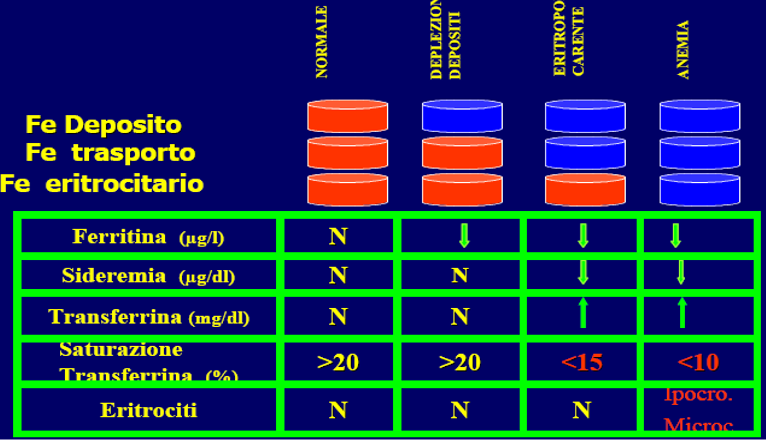 NORMALE
DEPLEZION
DEPOSITI
ERITROPO
CARENTE
ANEMIA
Fe Deposito
Fe trasporto
Fe eritrocitario
Ferritina (µg/l) N ⇓ ⇓ ⇓
Sideremia (µg/dl) N N ⇓ ⇓
Transferrina (mg/dl) N N ↑ ↑
Saturazione
Transferrina (%) >20 >20 <15 <10
Eritrociti N N N Ipocro.
Microc